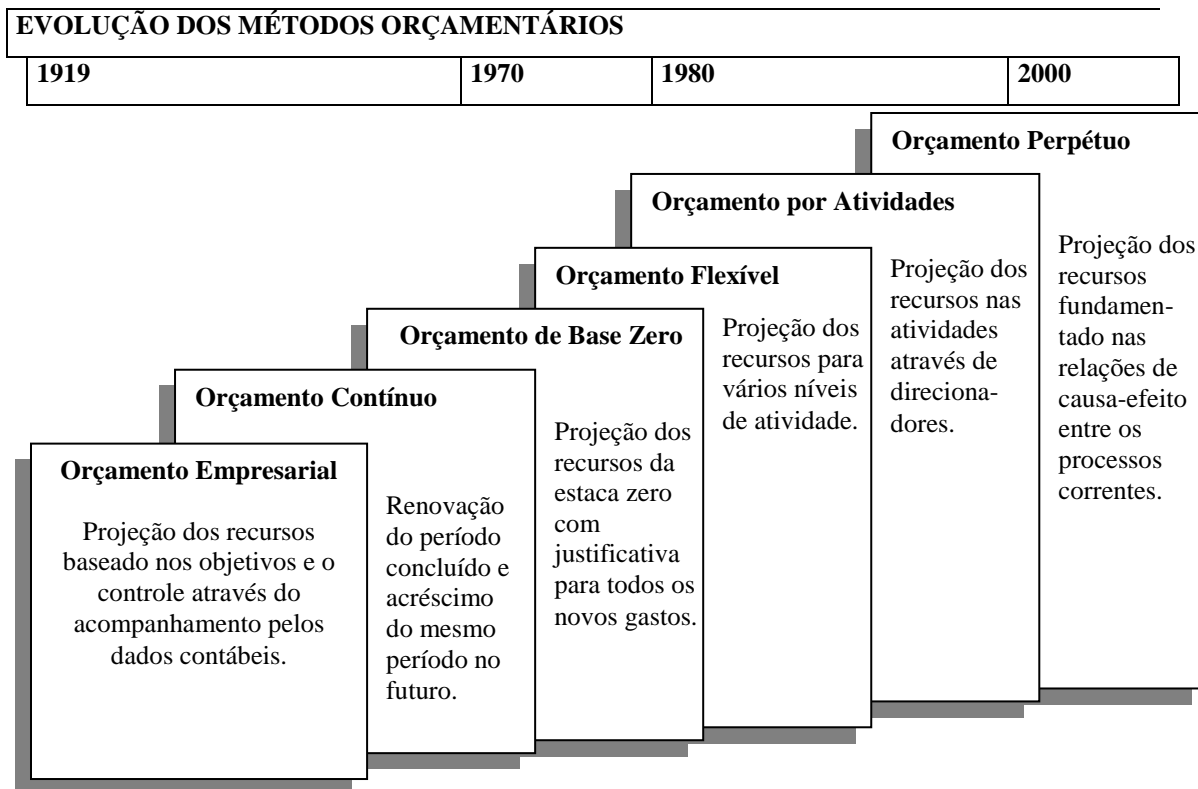 EVOLUÇÃO DOS MÉTODOS ORÇAMENTÁRIOS
1919 1970 1980 2000
Orçamento Empresarial
Projeção dos recursos
baseado nos objetivos e o
controle através do
acompanhamento pelos
dados contábeis.
Orçamento Contínuo
Renovação
do período
concluído e
acréscimo
do mesmo
período no
futuro.
Orçamento de Base Zero
Projeção dos
recursos da
estaca zero
com
justificativa
para todos os
novos gastos.
Orçamento Flexível
Projeção dos
recursos para
vários níveis
de atividade.
Orçamento por Atividades
Projeção dos
recursos nas
atividades
através de
direciona-
dores.
Orçamento Perpétuo
Projeção dos
recursos
fundamen-
tado nas
relações de
causa-efeito
entre os
processos
correntes.